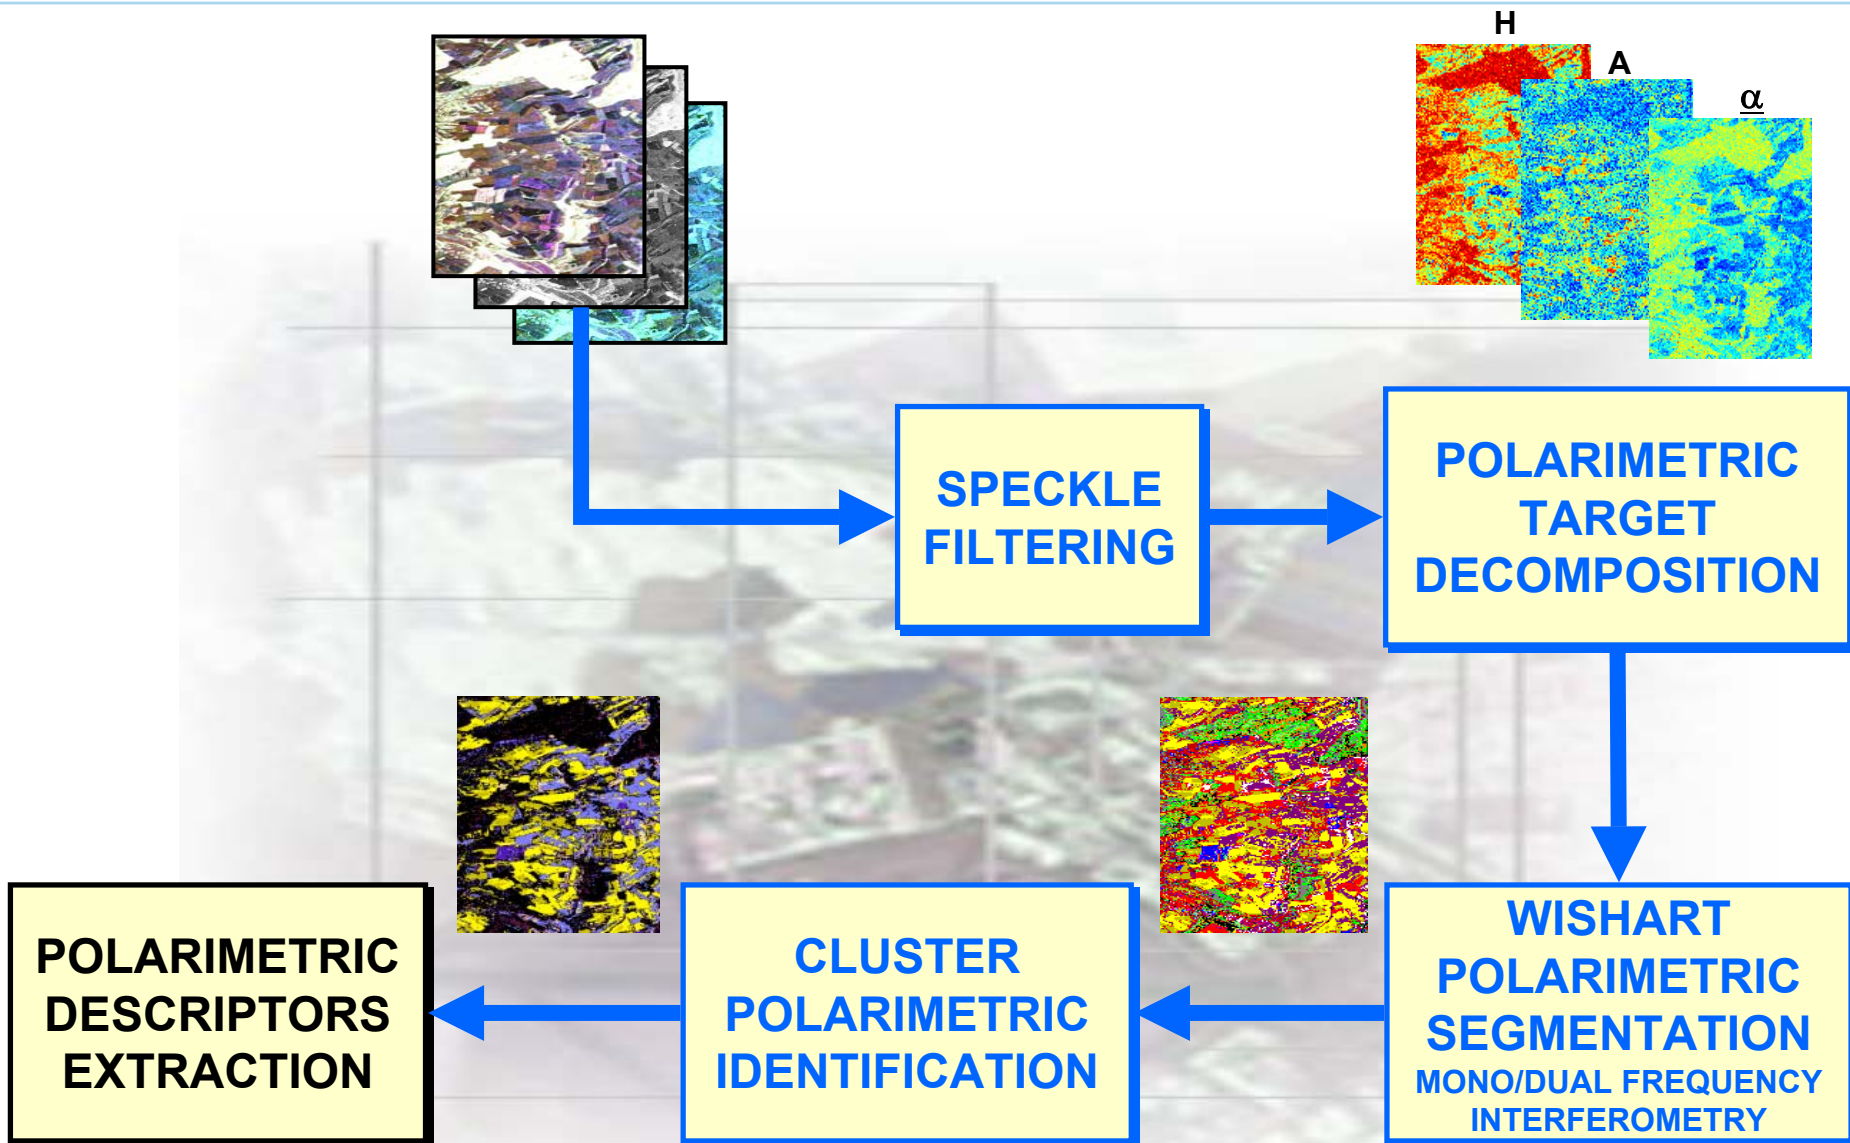 H
A
α
SPECKLE
FILTERING
POLARIMETRIC
TARGET
DECOMPOSITION
WISHART
POLARIMETRIC
SEGMENTATION
MONO/DUAL FREQUENCY
INTERFEROMETRY
CLUSTER
POLARIMETRIC
IDENTIFICATION
POLARIMETRIC
DESCRIPTORS
EXTRACTION